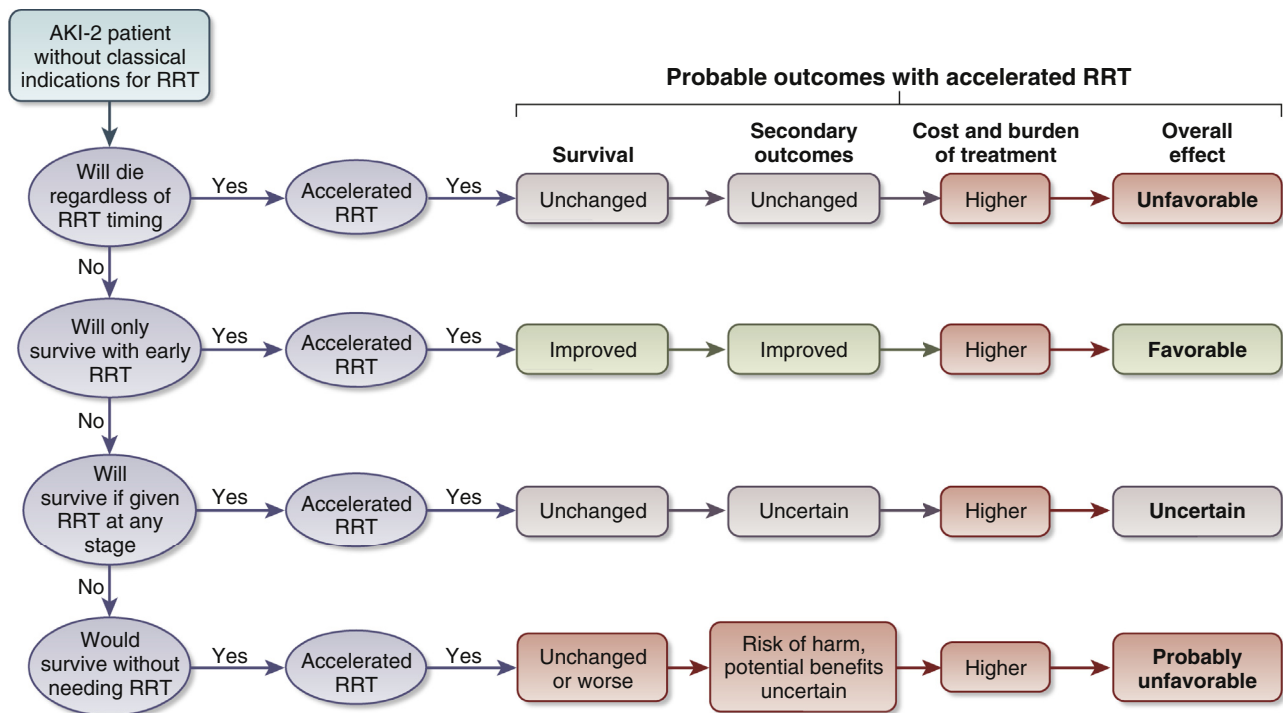 AKI-2 patient
without classical
indications for RRT
Probable outcomes with accelerated RRT
Survival
Secondary
outcomes
Cost and burden
of treatment
Overall
effect
Will die
regardless of
RRT timing
Yes
Accelerated
RRT
Yes
Unchanged
Unchanged
Higher
Unfavorable
No
Will only
survive with early
RRT
Yes
Accelerated
RRT
Yes
Improved
Improved
Higher
Favorable
No
Will
survive if given
RRT at any
stage
Yes
Accelerated
RRT
Yes
Unchanged
Uncertain
Higher
Uncertain
No
Would
survive without
needing RRT
Yes
Accelerated
RRT
Yes
Unchanged
or worse
Risk of harm,
potential benefits
uncertain
Higher
Probably
unfavorable